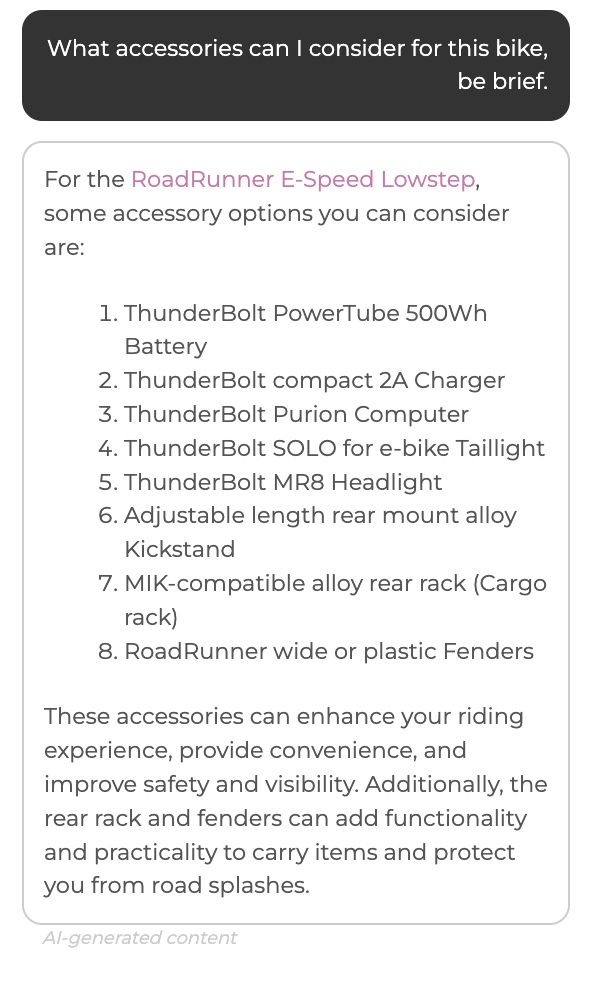 What accessories can I consider for this bike,
be brief.
For the RoadRunner E-Speed Lowstep,
some accessory options you can consider
are:
1. ThunderBolt PowerTube 500Wh
Battery
2. ThunderBolt compact 2A Charger
3. ThunderBolt Purion Computer
4. ThunderBolt SOLO for e-bike Taillight
5. ThunderBolt MR8 Headlight
6. Adjustable length rear mount alloy
Kickstand
7. MIK-compatible alloy rear rack (Cargo
rack)
8. RoadRunner wide or plastic Fenders
These accessories can enhance your riding
experience, provide convenience, and
improve safety and visibility. Additionally, the
rear rack and fenders can add functionality
and practicality to carry items and protect
you from road splashes.
AI-generated content